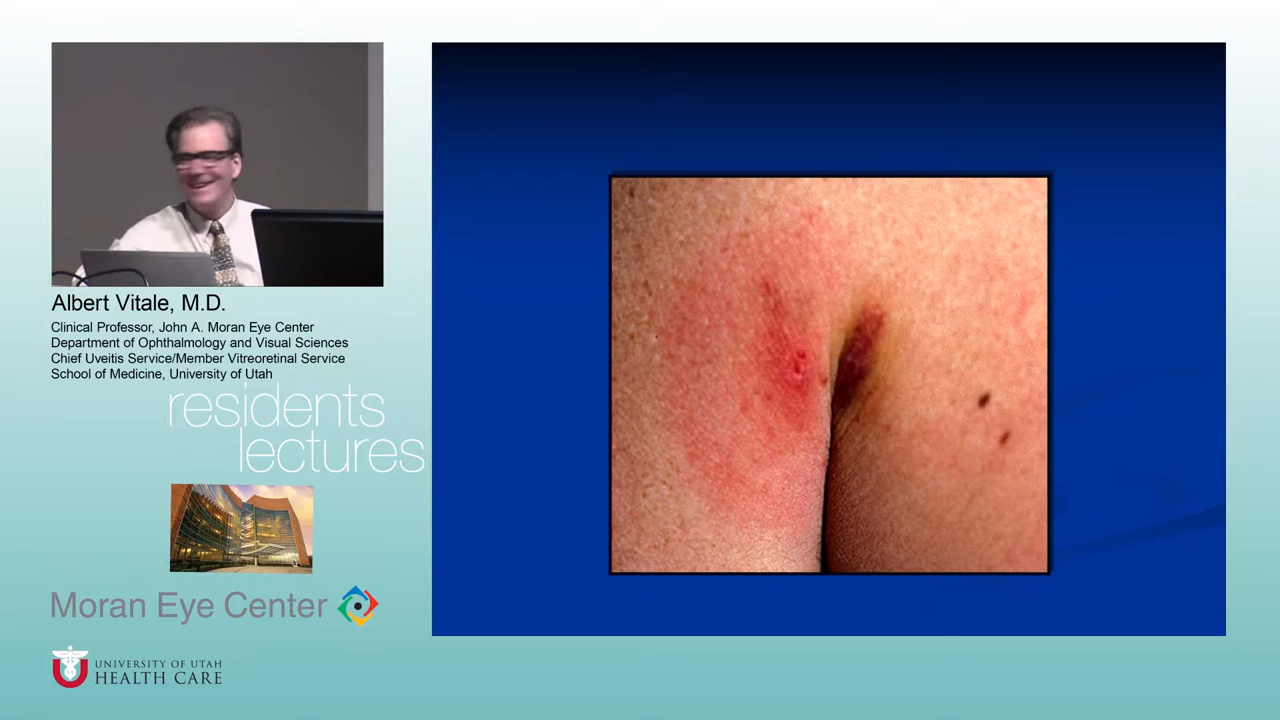 Albert Vitale, M.D.
Clinical Professor, John A. Moran Eye Center
Department of Ophthalmology and Visual Sciences
Chief Uveitis Service/Member Vitreoretinal Service
School of Medicine, University of Utah
residents
lectures
Moran Eye Center
UNIVERSITY OF UTAH
HEALTH CARE